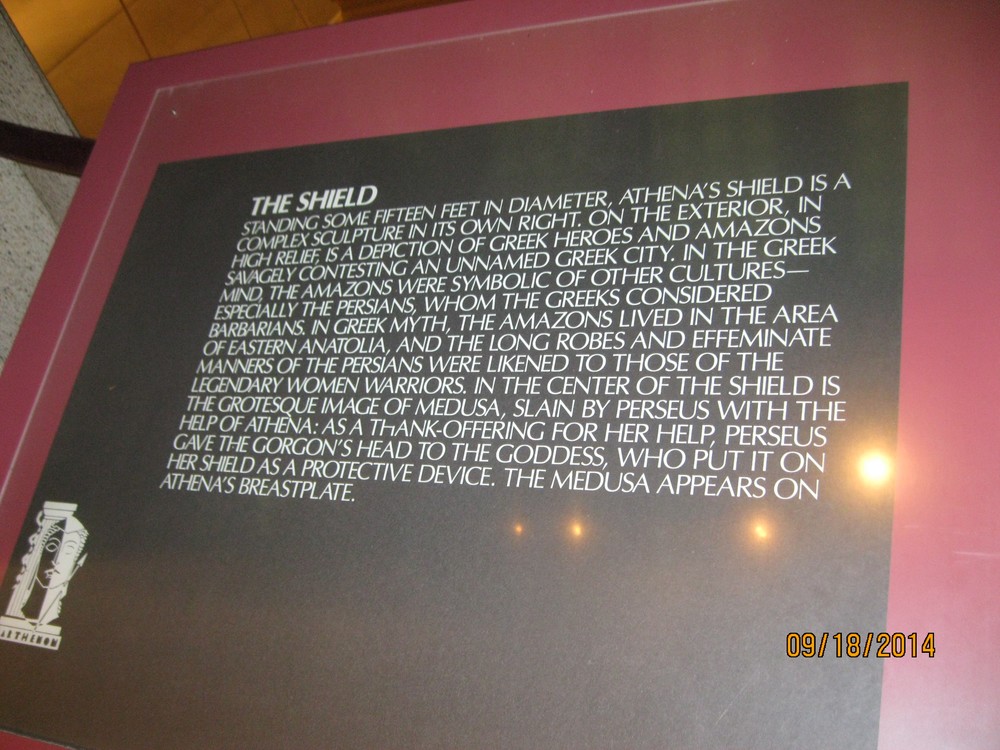 THE SHIELD
STANDING SOME FIFTEEN FEET IN DIAMETER, ATHENA'S SHIELD IS A
COMPLEX SCULPTURE IN ITS OWN RIGHT. ON THE EXTERIOR, IN
HIGH RELIEF, IS A DEPICTION OF GREEK HEROES AND AMAZONS
SAVAGELY CONTESTING AN UNNAMED GREEK CITY. IN THE GREEK
MIND, THE AMAZONS WERE SYMBOLIC OF OTHER CULTURES—
ESPECIALLY THE PERSIANS, WHOM THE GREEKS CONSIDERED
BARBARIANS. IN GREEK MYTH, THE AMAZONS LIVED IN THE AREA
OF EASTERN ANATOLIA, AND THE LONG ROBES AND EFFEMINATE
MANNERS OF THE PERSIANS WERE LIKENED TO THOSE OF THE
LEGENDARY WOMEN WARRIORS. IN THE CENTER OF THE SHIELD IS
THE GROTESQUE IMAGE OF MEDUSA, SLAIN BY PERSEUS WITH THE
HELP OF ATHENA: AS A THANK-OFFERING FOR HER HELP, PERSEUS
GAVE THE GORGON'S HEAD TO THE GODDESS, WHO PUT IT ON
HER SHIELD AS A PROTECTIVE DEVICE. THE MEDUSA APPEARS ON
ATHENA'S BREASTPLATE.
ARTHENON
09/18/2014